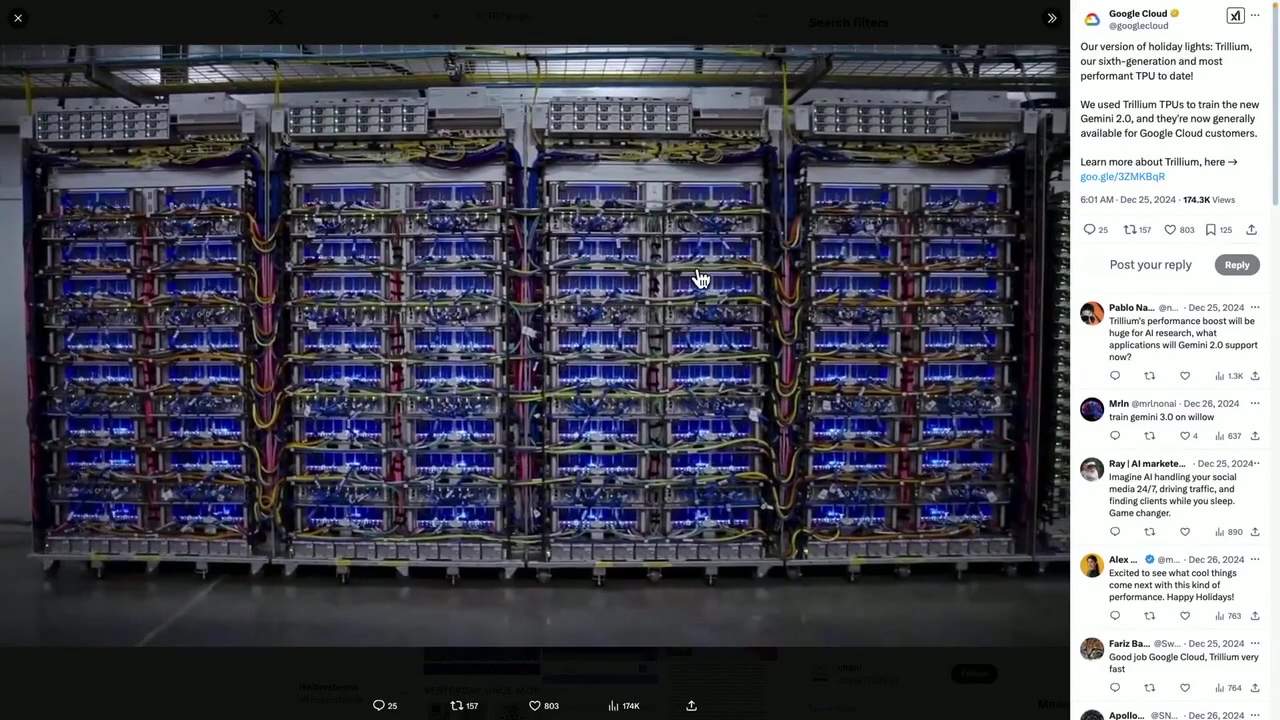 Search filters
Google Cloud
@googlecloud
Our version of holiday lights: Trillium,
our sixth-generation and most
performant TPU to date!
We used Trillium TPUs to train the new
Gemini 2.0, and they're now generally
available for Google Cloud customers.
Learn more about Trillium, here →
goo.gle/3ZMKBqR
6:01 AM · Dec 25, 2024 · 174.3K Views
25 157 803 125
Post your reply Reply
Pablo Na... @n... · Dec 25, 2024
Trillium's performance boost will be
huge for AI research, what
applications will Gemini 2.0 support
now?
1.3K
Mrln @mrlnonai · Dec 26, 2024
train gemini 3.0 on willow
4 637
Ray | AI markete... · Dec 25, 2024
Imagine AI handling your social
media 24/7, driving traffic, and
finding clients while you sleep.
Game changer.
890
Alex ... @m... · Dec 26, 2024
Excited to see what cool things
come next with this kind of
performance. Happy Holidays!
763
Fariz Ba... @Sw... · Dec 25, 2024
Good job Google Cloud, Trillium very
fast
764
Apollo... @SN... · Dec 25, 2024
YESTERDAY ONCE MOR
25 157 803 174K